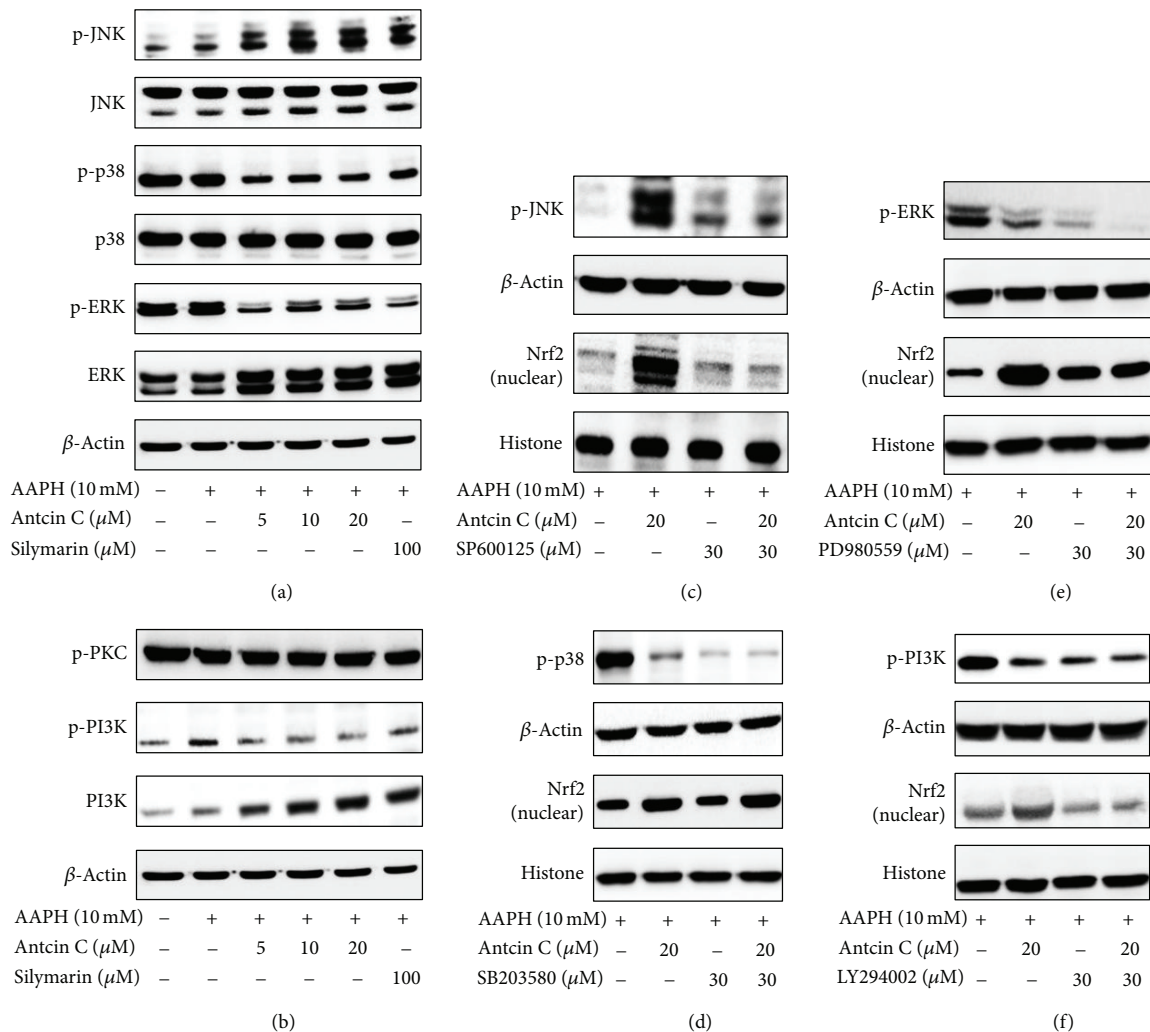 p-JNK
JNK
p-p38
p38
p-ERK
ERK
β-Actin
AAPH (10 mM) – + + + + +
Antcin C (μM) – – 5 10 20 –
Silymarin (μM) – – – – – 100
(a)
p-PKC
p-PI3K
PI3K
β-Actin
AAPH (10 mM) – + + + + +
Antcin C (μM) – – 5 10 20 –
Silymarin (μM) – – – – – 100
(b)
p-JNK
β-Actin
Nrf2
(nuclear)
Histone
AAPH (10 mM) + + + +
Antcin C (μM) – 20 – 20
SP600125 (μM) – – 30 30
(c)
p-p38
β-Actin
Nrf2
(nuclear)
Histone
AAPH (10 mM) + + + +
Antcin C (μM) – 20 – 20
SB203580 (μM) – – 30 30
(d)
p-ERK
β-Actin
Nrf2
(nuclear)
Histone
AAPH (10 mM) + + + +
Antcin C (μM) – 20 – 20
PD980559 (μM) – – 30 30
(e)
p-PI3K
β-Actin
Nrf2
(nuclear)
Histone
AAPH (10 mM) + + + +
Antcin C (μM) – 20 – 20
LY294002 (μM) – – 30 30
(f)